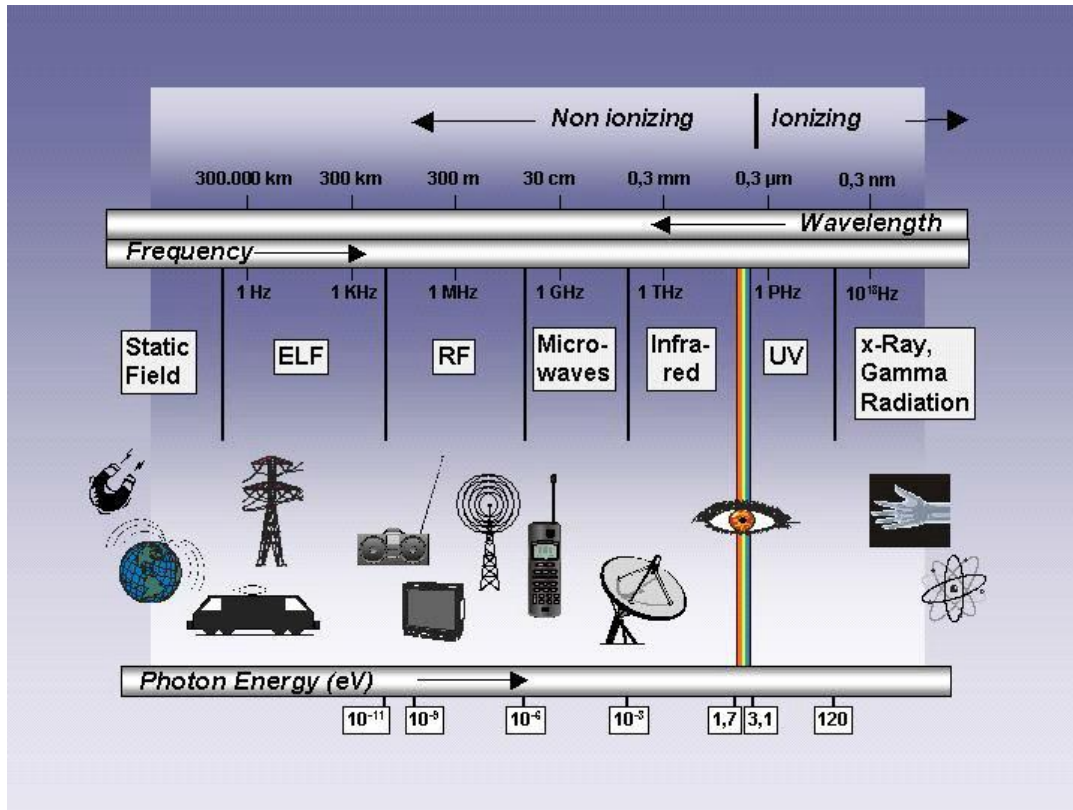 Non ionizing Ionizing
300.000 km 300 km 300 m 30 cm 0,3 mm 0,3 µm 0,3 nm
Wavelength
Frequency
1 Hz 1 KHz 1 MHz 1 GHz 1 THz 1 PHz 10¹⁸Hz
Static
Field
ELF
RF
Micro-
waves
Infra-
red
UV
x-Ray,
Gamma
Radiation
Photon Energy (eV)
10⁻¹¹ 10⁻⁹ 10⁻⁶ 10⁻³ 1,7 3,1 120